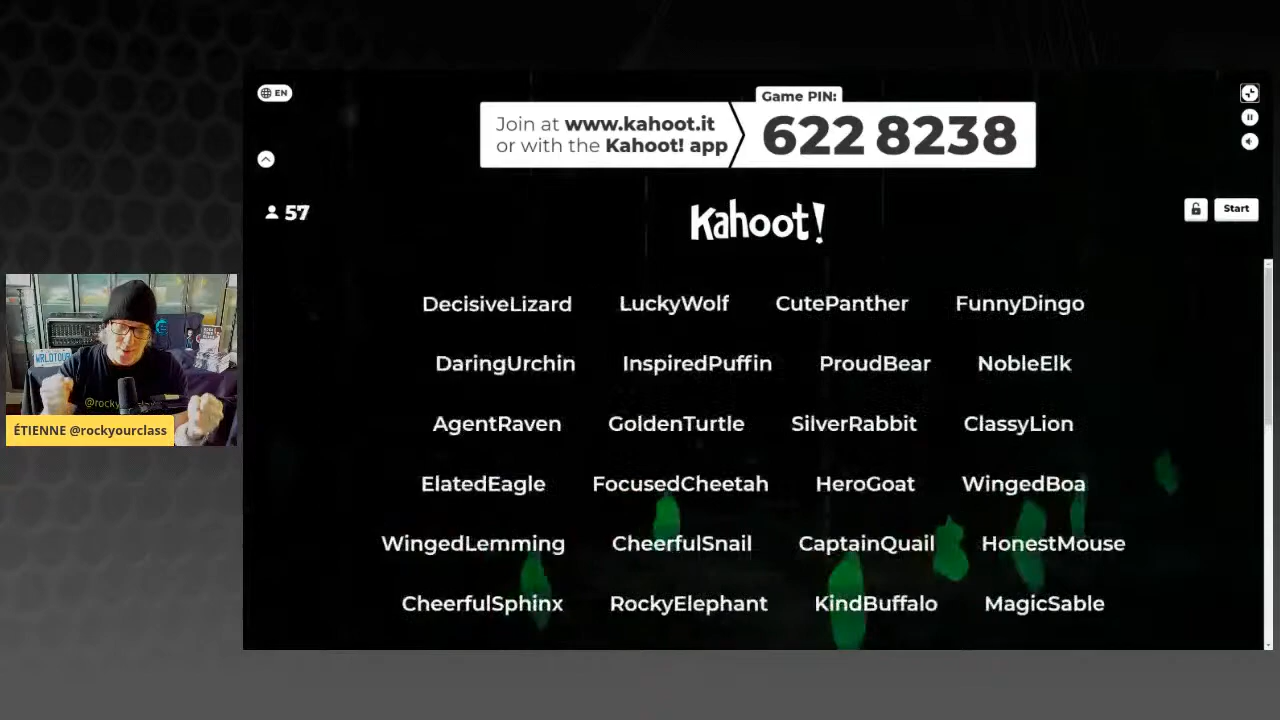 EN
Game PIN:
Join at www.kahoot.it
or with the Kahoot! app
622 8238
57
Kahoot!
Start
DecisiveLizard LuckyWolf CutePanther FunnyDingo
DaringUrchin InspiredPuffin ProudBear NobleElk
AgentRaven GoldenTurtle SilverRabbit ClassyLion
ElatedEagle FocusedCheetah HeroGoat WingedBoa
WingedLemming CheerfulSnail CaptainQuail HonestMouse
CheerfulSphinx RockyElephant KindBuffalo MagicSable
WRLDTOUR
ÉTIENNE @rockyourclass